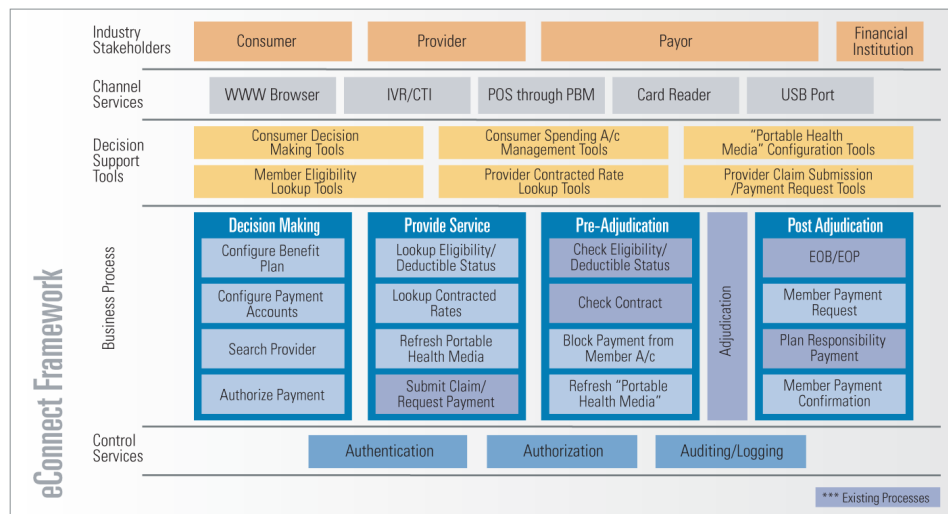 eConnect Framework
Industry
Stakeholders
Consumer
Provider
Payor
Financial
Institution
Channel
Services
WWW Browser
IVR/CTI
POS through PBM
Card Reader
USB Port
Decision
Support
Tools
Consumer Decision
Making Tools
Consumer Spending A/c
Management Tools
“Portable Health
Media” Configuration Tools
Member Eligibility
Lookup Tools
Provider Contracted Rate
Lookup Tools
Provider Claim Submission
/Payment Request Tools
Business Process
Decision Making
Configure Benefit
Plan
Configure Payment
Accounts
Search Provider
Authorize Payment
Provide Service
Lookup Eligibility/
Deductible Status
Lookup Contracted
Rates
Refresh Portable
Health Media
Submit Claim/
Request Payment
Pre-Adjudication
Check Eligibility/
Deductible Status
Check Contract
Block Payment from
Member A/c
Refresh “Portable
Health Media”
Adjudication
Post Adjudication
EOB/EOP
Member Payment
Request
Plan Responsibility
Payment
Member Payment
Confirmation
Control
Services
Authentication
Authorization
Auditing/Logging
*** Existing Processes